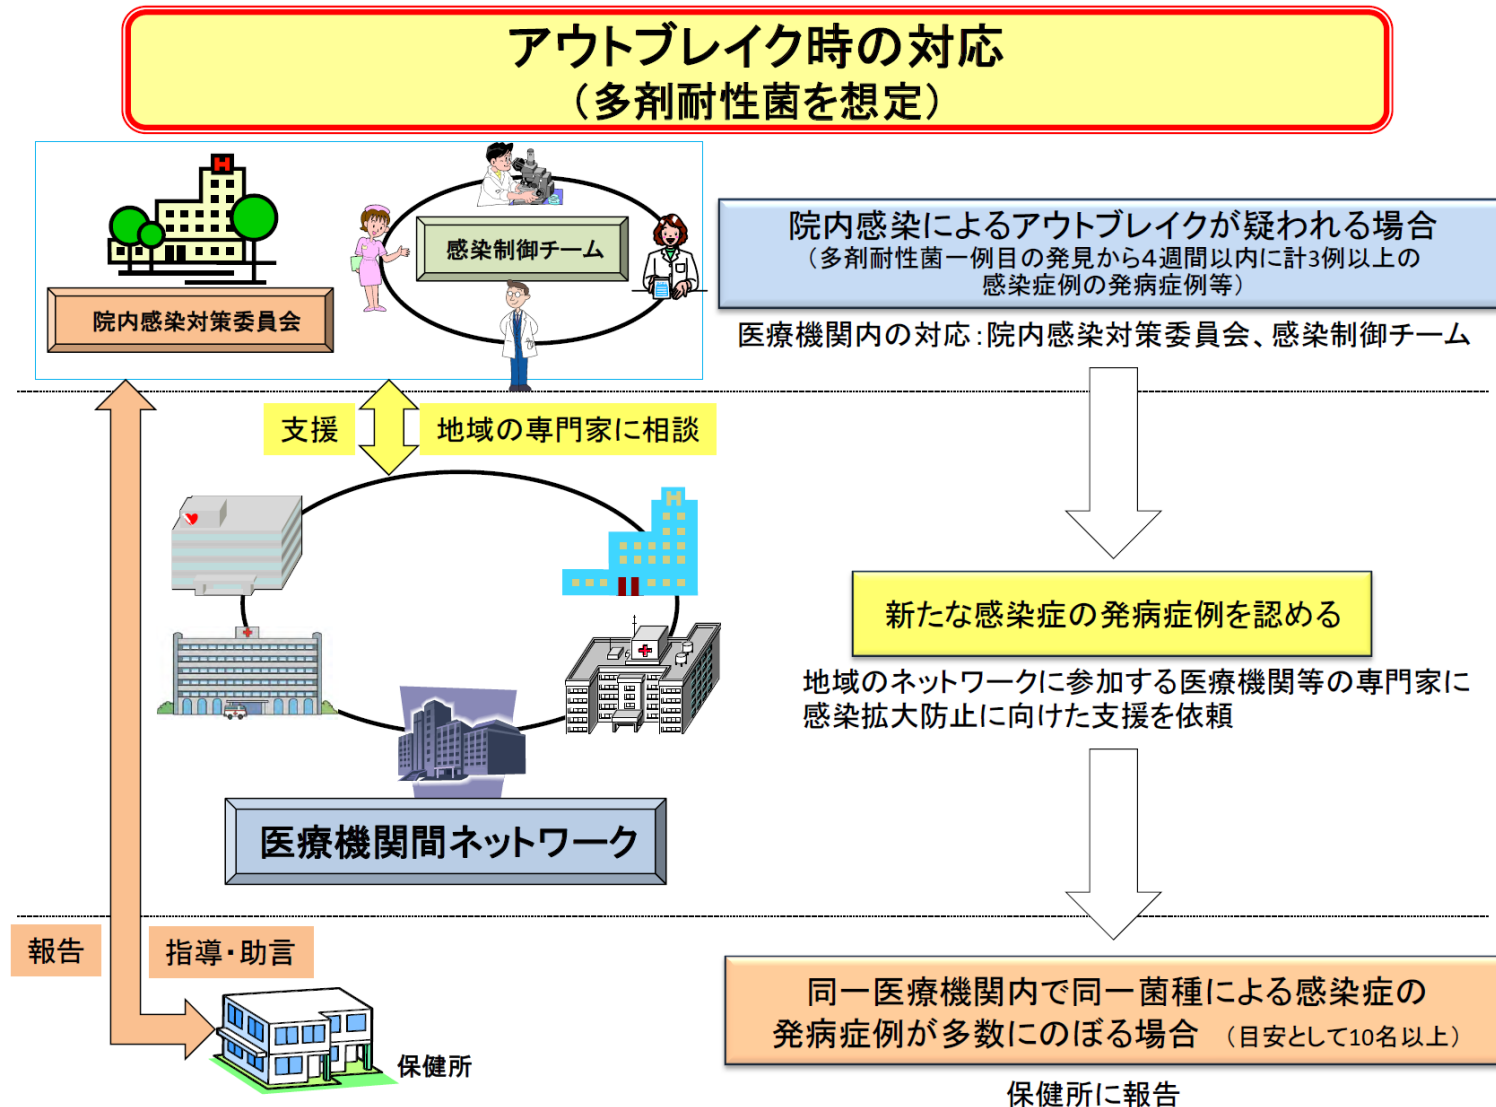 アウトブレイク時の対応
(多剤耐性菌を想定)
院内感染対策委員会
感染制御チーム
院内感染によるアウトブレイクが疑われる場合
(多剤耐性菌一例目の発見から4週間以内に計3例以上の
感染症例の発病症例等)
医療機関内の対応:院内感染対策委員会、感染制御チーム
支援
地域の専門家に相談
新たな感染症の発病症例を認める
地域のネットワークに参加する医療機関等の専門家に
感染拡大防止に向けた支援を依頼
医療機関間ネットワーク
報告
指導・助言
保健所
同一医療機関内で同一菌種による感染症の
発病症例が多数にのぼる場合 (目安として10名以上)
保健所に報告